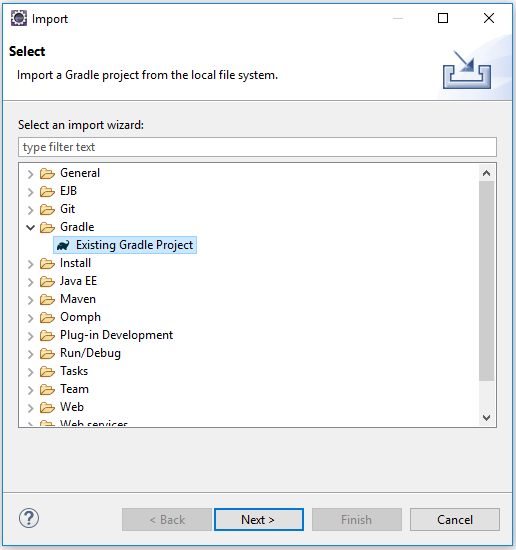 Import
Select
Import a Gradle project from the local file system.
Select an import wizard:
type filter text
General
EJB
Git
Gradle
Existing Gradle Project
Install
Java EE
Maven
Oomph
Plug-in Development
Run/Debug
Tasks
Team
Web
Web services
? < Back Next > Finish Cancel